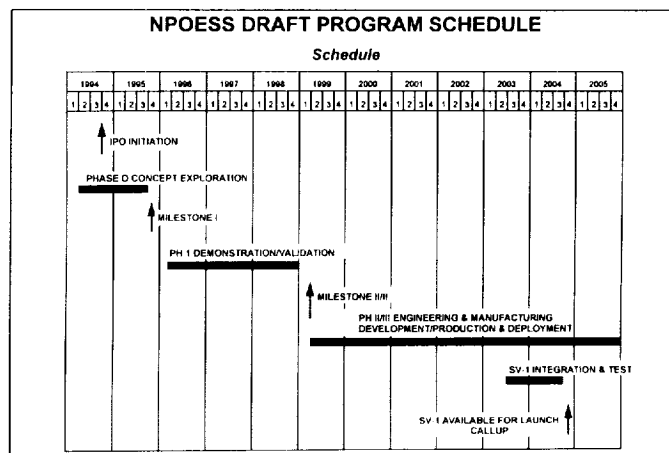 NPOESS DRAFT PROGRAM SCHEDULE
Schedule
1994 1995 1996 1997 1998 1999 2000 2001 2002 2003 2004 2005
1 2 3 4 1 2 3 4 1 2 3 4 1 2 3 4 1 2 3 4 1 2 3 4 1 2 3 4 1 2 3 4 1 2 3 4 1 2 3 4 1 2 3 4 1 2 3 4
IPO INITIATION
PHASE O CONCEPT EXPLORATION
MILESTONE I
PH 1 DEMONSTRATION/VALIDATION
MILESTONE II/II
PH II/III ENGINEERING & MANUFACTURING
DEVELOPMENT/PRODUCTION & DEPLOYMENT
SV-1 INTEGRATION & TEST
SV-1 AVAILABLE FOR LAUNCH
CALLUP